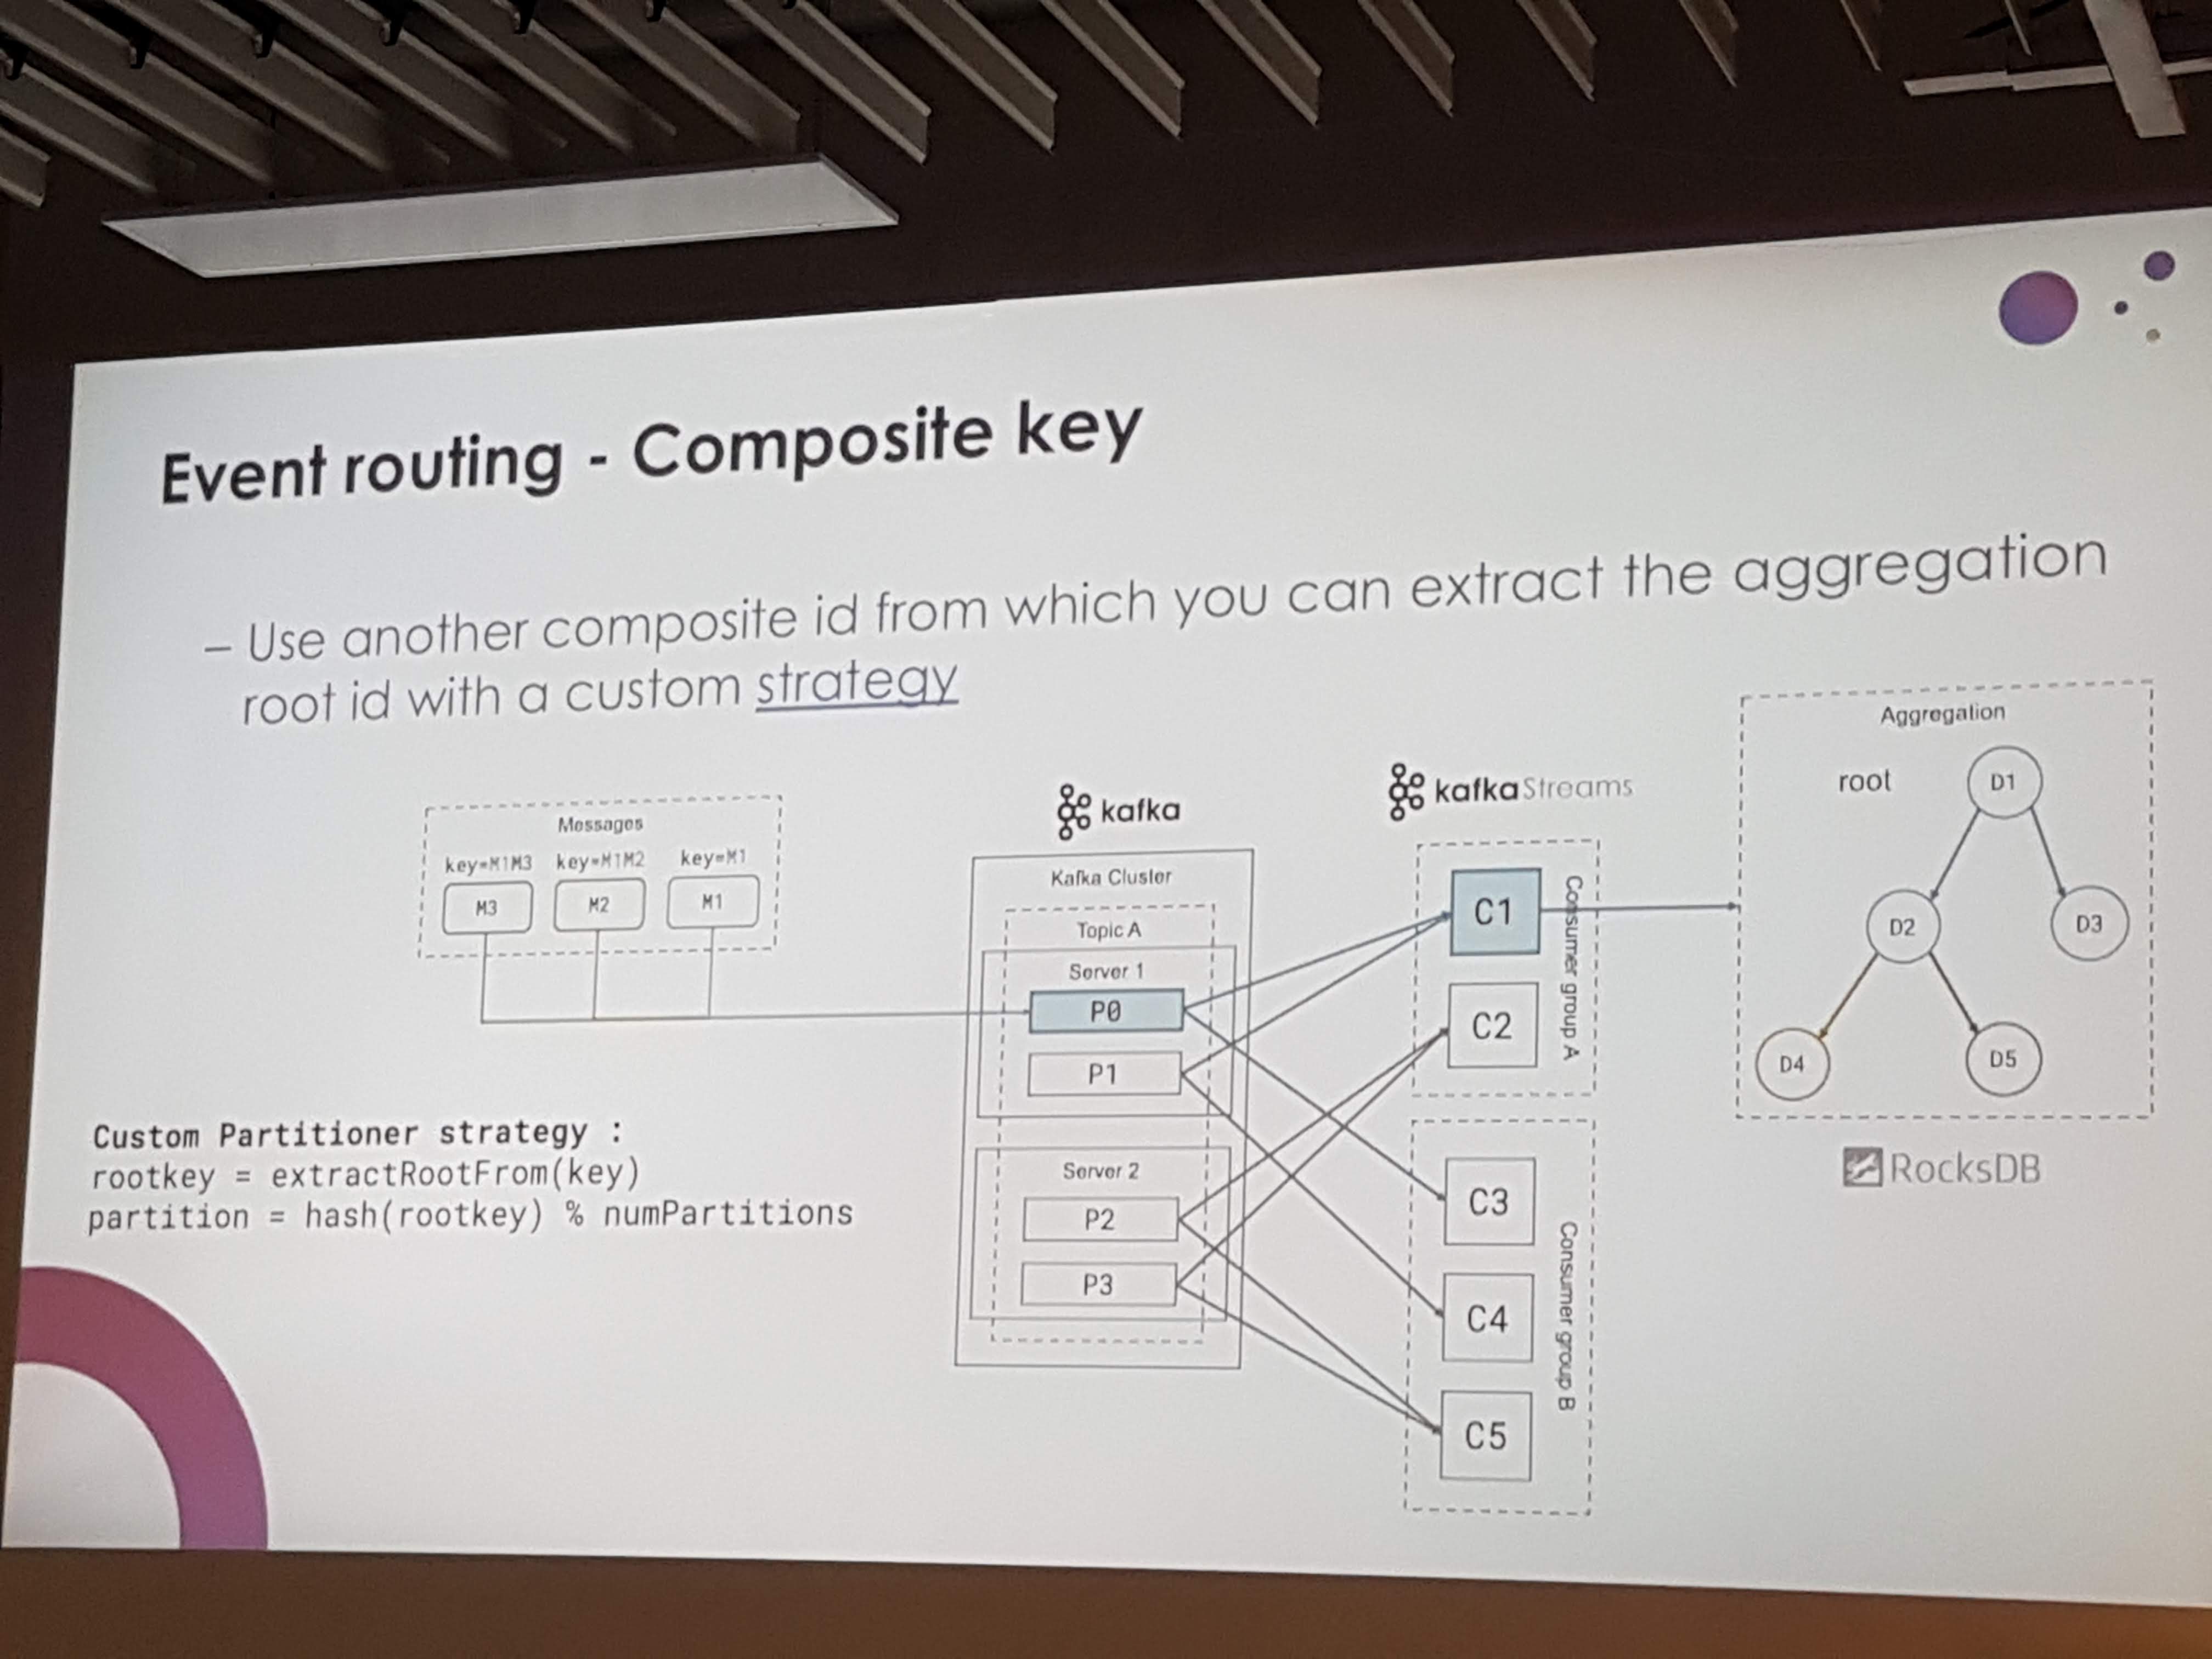 Event routing - Composite key
– Use another composite id from which you can extract the aggregation
root id with a custom strategy
Messages
key=M1M3 key=M1M2 key=M1
M3 M2 M1
Custom Partitioner strategy :
rootkey = extractRootFrom(key)
partition = hash(rootkey) % numPartitions
kafka
Kafka Cluster
Topic A
Server 1
P0
P1
Server 2
P2
P3
kafkaStreams
C1
C2
Consumer group A
C3
C4
C5
Consumer group B
Aggregation
root D1
D2 D3
D4 D5
RocksDB